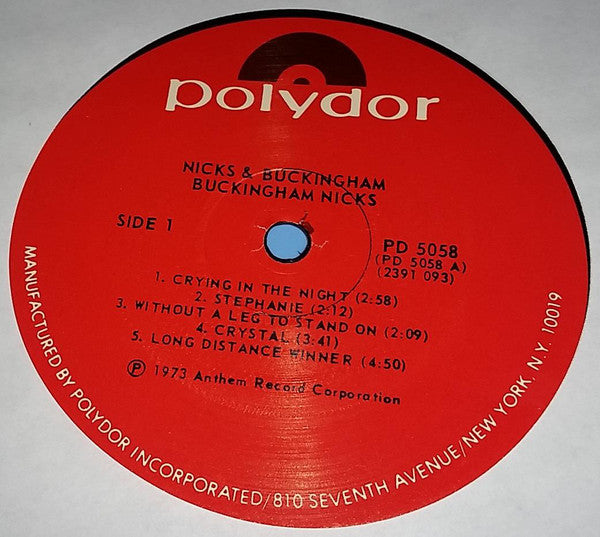 polydor
NICKS & BUCKINGHAM
BUCKINGHAM NICKS
SIDE 1
PD 5058
(PD 5058 A)
(2391 093)
1. CRYING IN THE NIGHT (2:58)
2. STEPHANIE (2:12)
3. WITHOUT A LEG TO STAND ON (2:09)
4. CRYSTAL (3:41)
5. LONG DISTANCE WINNER (4:50)
Ⓟ 1973 Anthem Record Corporation
MANUFACTURED BY POLYDOR INCORPORATED/810 SEVENTH AVENUE/NEW YORK, N.Y. 10019